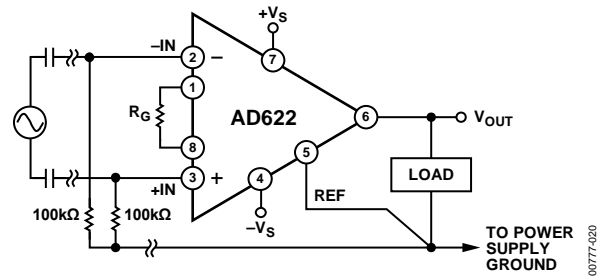 +VS
–IN
2
–
7
1
RG
AD622
6
VOUT
8
5
LOAD
3
+
4
+IN
REF
100kΩ
100kΩ
–VS
TO POWER
SUPPLY
GROUND
00777-020